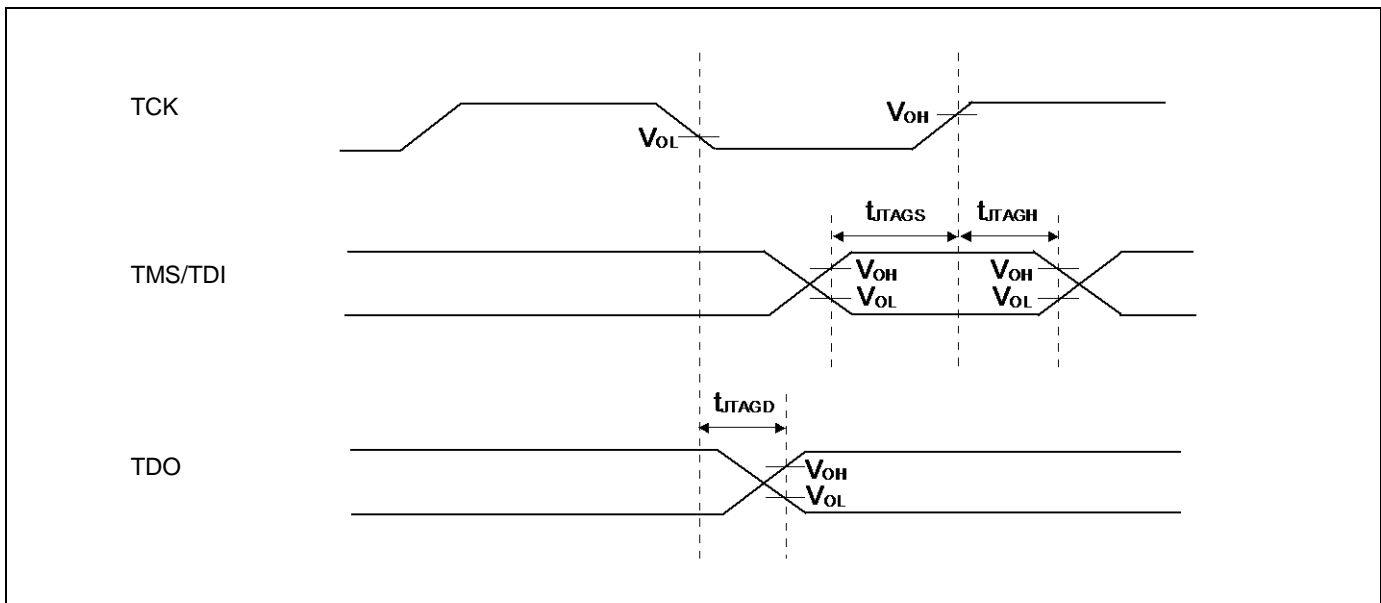 TCK
VOL
VOH
tJTAGS
tJTAGH
TMS/TDI
VOH
VOL
VOH
VOL
tJTAGD
TDO
VOH
VOL